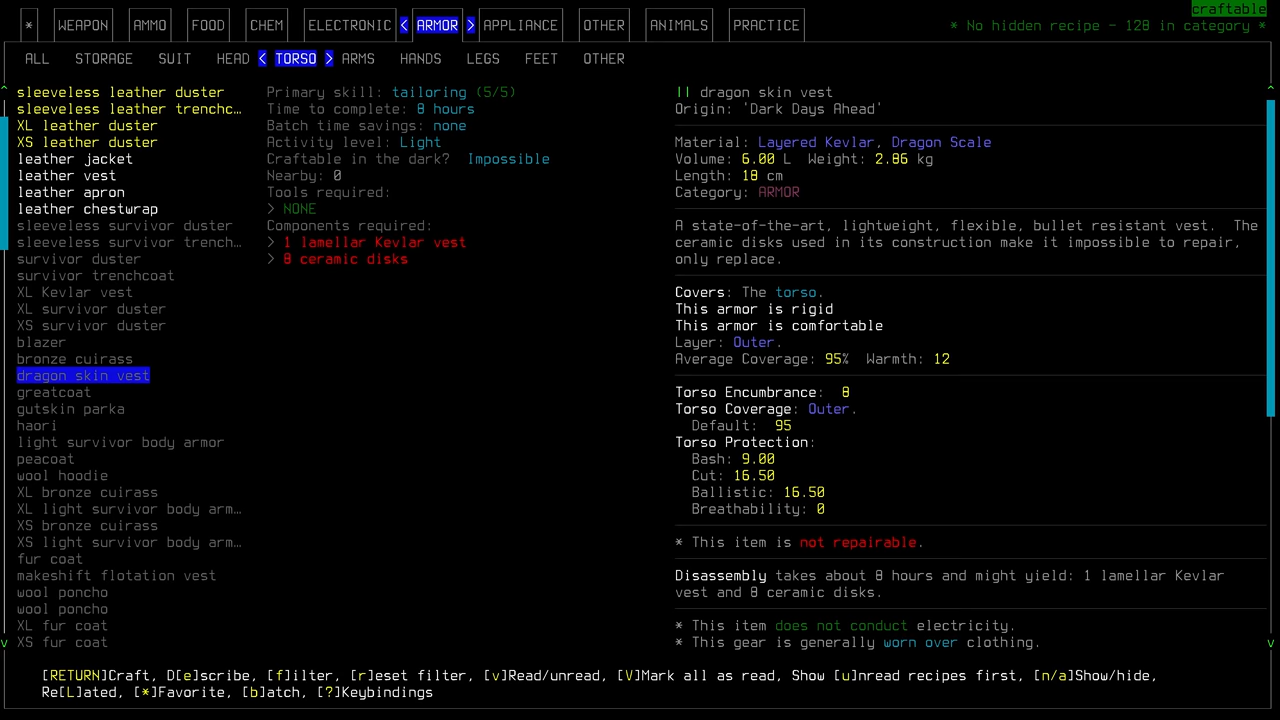 craftable
* WEAPON AMMO FOOD CHEM ELECTRONIC < ARMOR > APPLIANCE OTHER ANIMALS PRACTICE * No hidden recipe - 128 in category *
ALL STORAGE SUIT HEAD < TORSO > ARMS HANDS LEGS FEET OTHER
sleeveless leather duster
sleeveless leather trenchc…
XL leather duster
XS leather duster
leather jacket
leather vest
leather apron
leather chestwrap
sleeveless survivor duster
sleeveless survivor trench…
survivor duster
survivor trenchcoat
XL Kevlar vest
XL survivor duster
XS survivor duster
blazer
bronze cuirass
dragon skin vest
greatcoat
gutskin parka
haori
light survivor body armor
peacoat
wool hoodie
XL bronze cuirass
XL light survivor body arm…
XS bronze cuirass
XS light survivor body arm…
fur coat
makeshift flotation vest
wool poncho
wool poncho
XL fur coat
XS fur coat
Primary skill: tailoring (5/5)
Time to complete: 8 hours
Batch time savings: none
Activity level: Light
Craftable in the dark? Impossible
Nearby: 0
Tools required:
> NONE
Components required:
> 1 lamellar Kevlar vest
> 8 ceramic disks
|| dragon skin vest
Origin: 'Dark Days Ahead'
Material: Layered Kevlar, Dragon Scale
Volume: 6.00 L Weight: 2.86 kg
Length: 18 cm
Category: ARMOR
A state-of-the-art, lightweight, flexible, bullet resistant vest. The
ceramic disks used in its construction make it impossible to repair,
only replace.
Covers: The torso.
This armor is rigid
This armor is comfortable
Layer: Outer.
Average Coverage: 95% Warmth: 12
Torso Encumbrance: 8
Torso Coverage: Outer.
Default: 95
Torso Protection:
Bash: 9.00
Cut: 16.50
Ballistic: 16.50
Breathability: 0
* This item is not repairable.
Disassembly takes about 8 hours and might yield: 1 lamellar Kevlar
vest and 8 ceramic disks.
* This item does not conduct electricity.
* This gear is generally worn over clothing.
[RETURN]Craft, D[e]scribe, [f]ilter, [r]eset filter, [v]Read/unread, [V]Mark all as read, Show [u]nread recipes first, [n/a]Show/hide,
Re[L]ated, [*]Favorite, [b]atch, [?]Keybindings